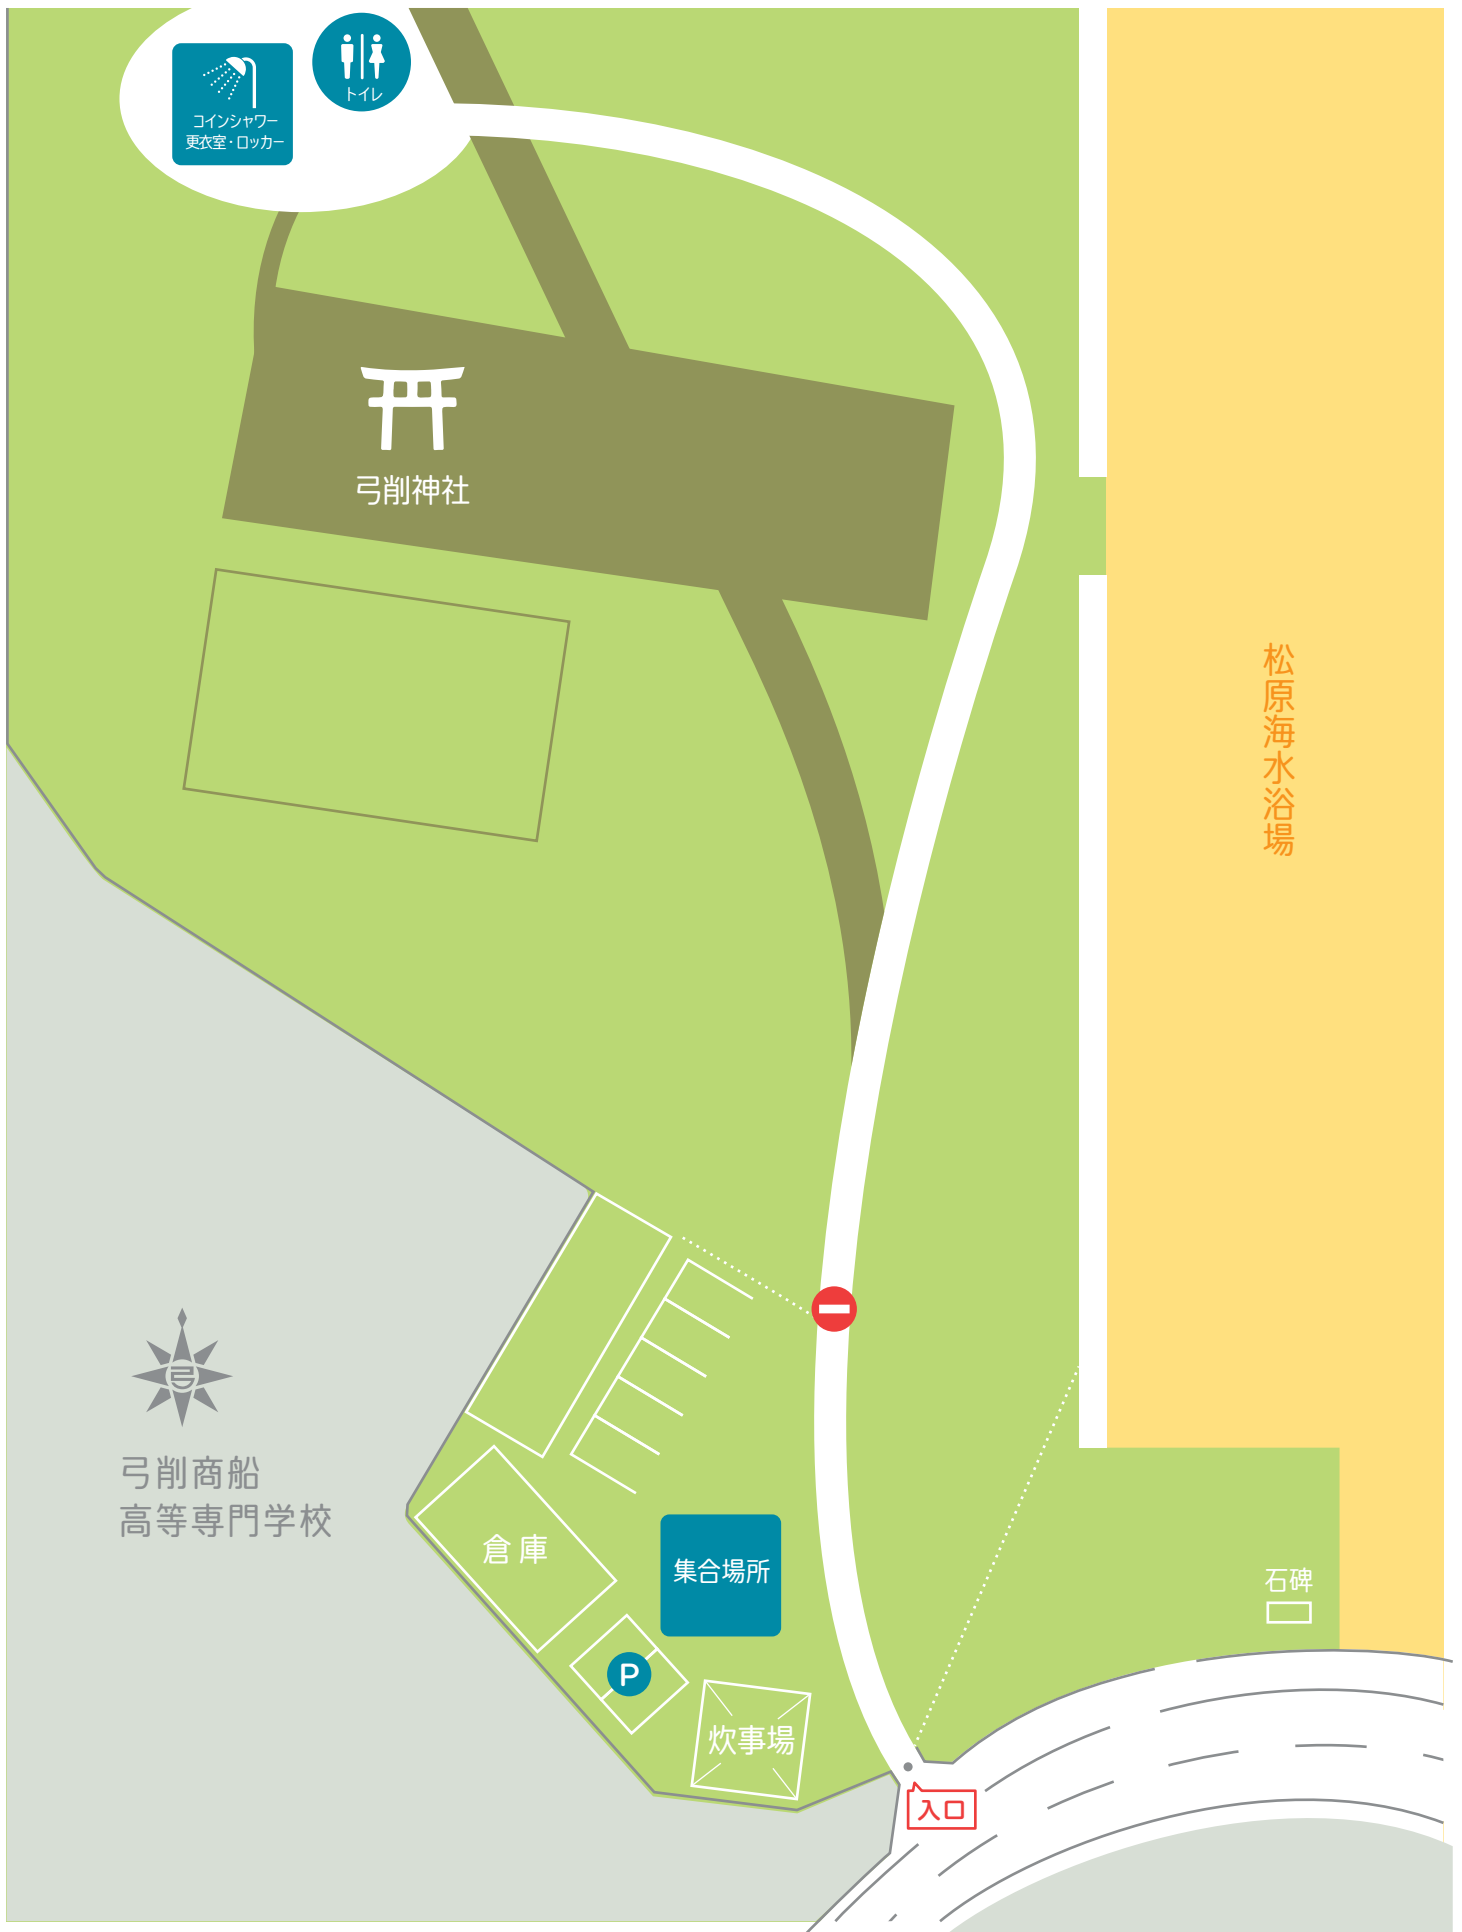 トイレ
コインシャワー
更衣室・ロッカー
弓削神社
松原海水浴場
弓
弓削商船
高等専門学校
倉庫
集合場所
石碑
P
炊事場
入口